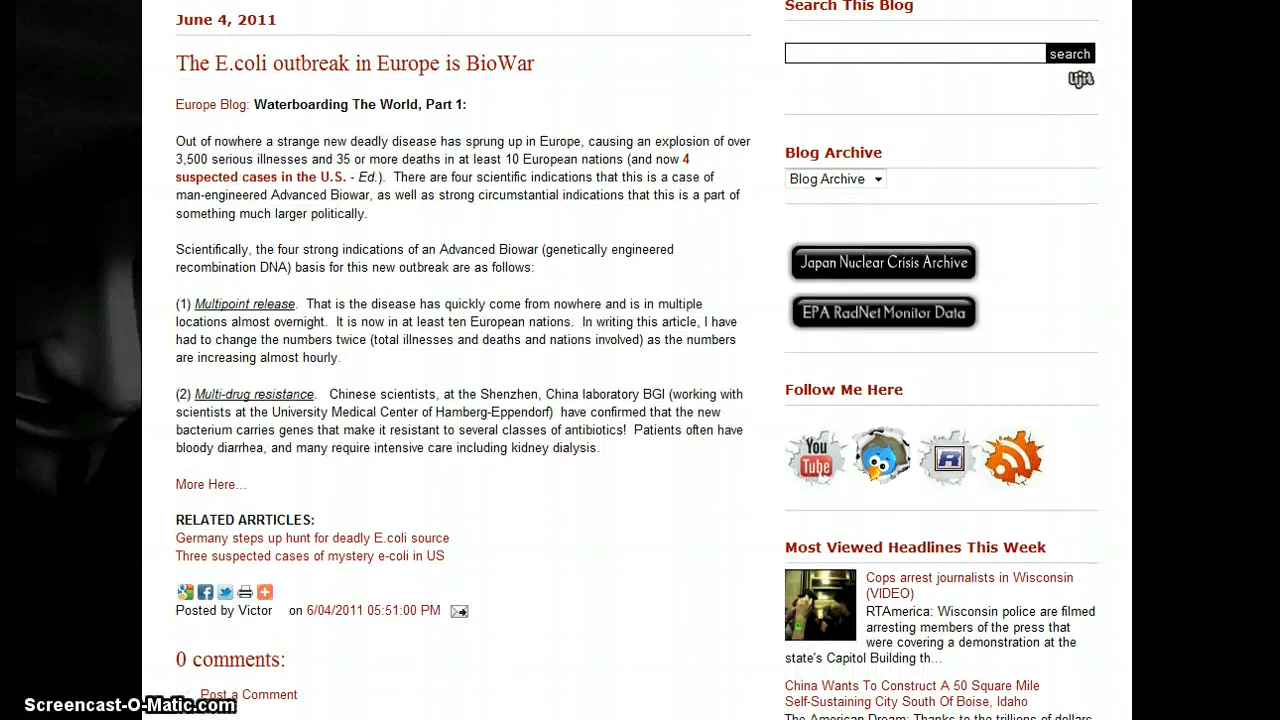 June 4, 2011
The E.coli outbreak in Europe is BioWar
Europe Blog: Waterboarding The World, Part 1:
Out of nowhere a strange new deadly disease has sprung up in Europe, causing an explosion of over
3,500 serious illnesses and 35 or more deaths in at least 10 European nations (and now 4
suspected cases in the U.S. - Ed.). There are four scientific indications that this is a case of
man-engineered Advanced Biowar, as well as strong circumstantial indications that this is a part of
something much larger politically.
Scientifically, the four strong indications of an Advanced Biowar (genetically engineered
recombination DNA) basis for this new outbreak are as follows:
(1) Multipoint release. That is the disease has quickly come from nowhere and is in multiple
locations almost overnight. It is now in at least ten European nations. In writing this article, I have
had to change the numbers twice (total illnesses and deaths and nations involved) as the numbers
are increasing almost hourly.
(2) Multi-drug resistance. Chinese scientists, at the Shenzhen, China laboratory BGI (working with
scientists at the University Medical Center of Hamberg-Eppendorf) have confirmed that the new
bacterium carries genes that make it resistant to several classes of antibiotics! Patients often have
bloody diarrhea, and many require intensive care including kidney dialysis.
More Here...
RELATED ARRTICLES:
Germany steps up hunt for deadly E.coli source
Three suspected cases of mystery e-coli in US
Posted by Victor on 6/04/2011 05:51:00 PM
0 comments:
Post a Comment
Screencast-O-Matic.com
Search This Blog
search
lijit
Blog Archive
Blog Archive
Japan Nuclear Crisis Archive
EPA RadNet Monitor Data
Follow Me Here
You
Tube
R
Most Viewed Headlines This Week
Cops arrest journalists in Wisconsin
(VIDEO)
RTAmerica: Wisconsin police are filmed
arresting members of the press that
were covering a demonstration at the
state's Capitol Building th...
China Wants To Construct A 50 Square Mile
Self-Sustaining City South Of Boise, Idaho
The American Dream: Thanks to the trillions of dollars